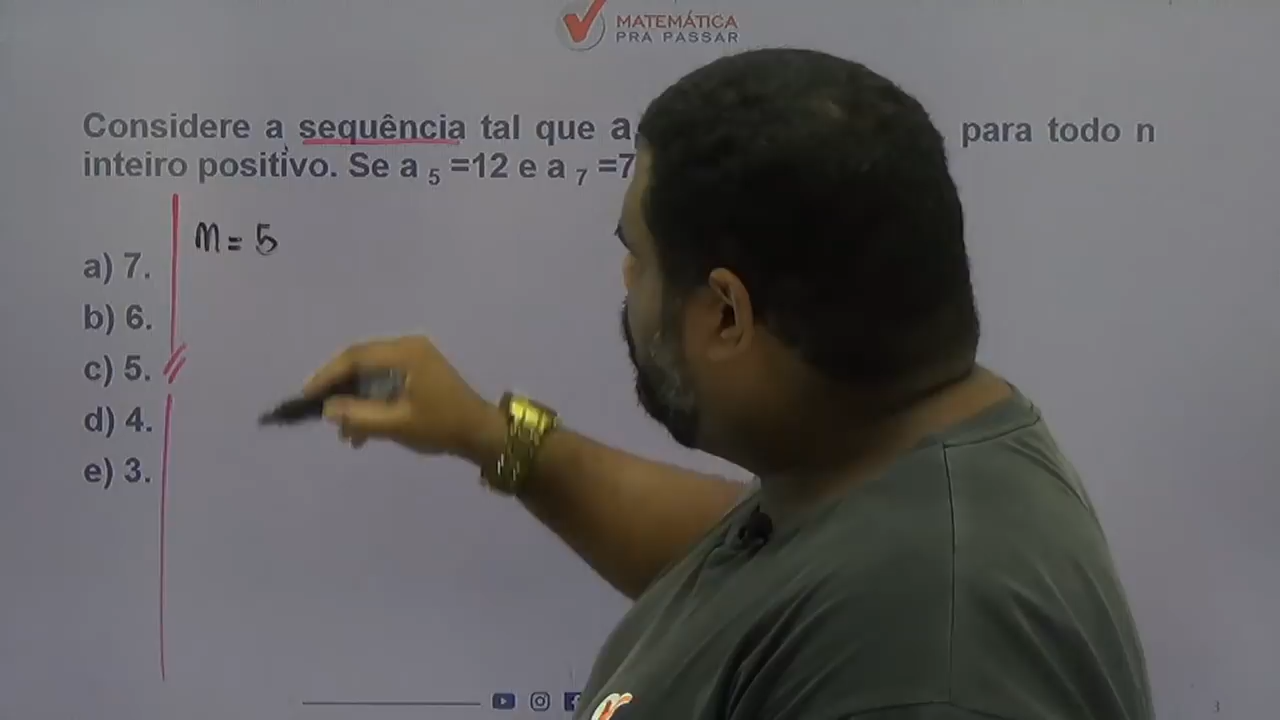 MATEMÁTICA
PRA PASSAR
Considere a sequência tal que a para todo n
inteiro positivo. Se a 5 =12 e a 7 =7
n = 5
a) 7.
b) 6.
c) 5.
d) 4.
e) 3.
3